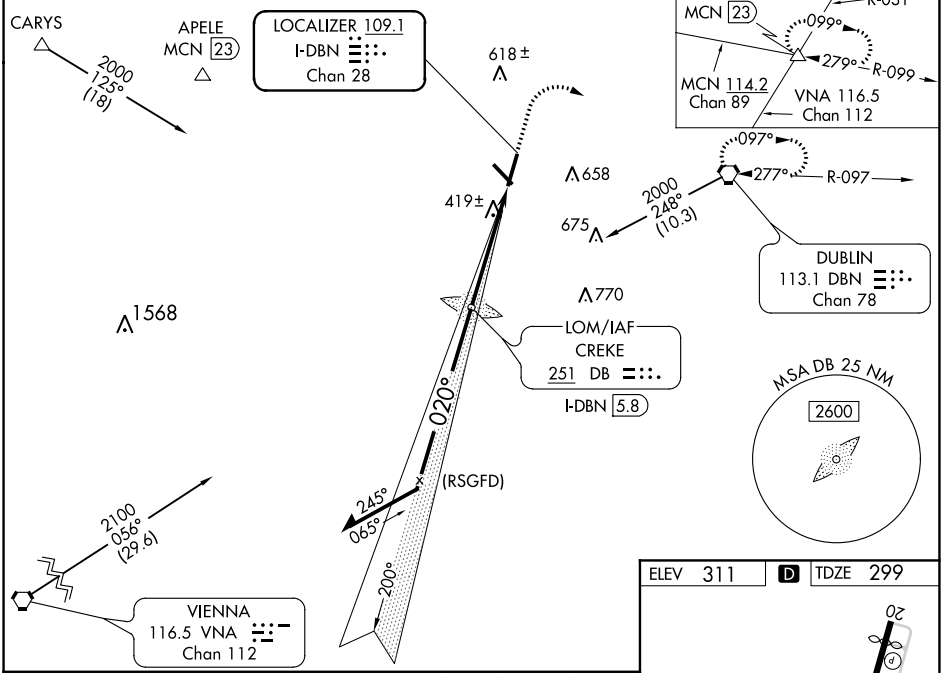 CARYS
2000
125°
(18)
APELE
MCN 23
LOCALIZER 109.1
I-DBN
Chan 28
618 ±
MCN 23
099°
279°
R-099
MCN 114.2
Chan 89
VNA 116.5
Chan 112
658
419±
675
2000
248°
(10.3)
097°
277°
R-097
DUBLIN
113.1 DBN
Chan 78
1568
770
LOM/IAF
CREKE
251 DB
I-DBN 5.8
020°
MSA DB 25 NM
2600
(RSGFD)
245°
065°
200°
2100
056°
(29.6)
VIENNA
116.5 VNA
Chan 112
ELEV 311 D TDZE 299
20
P